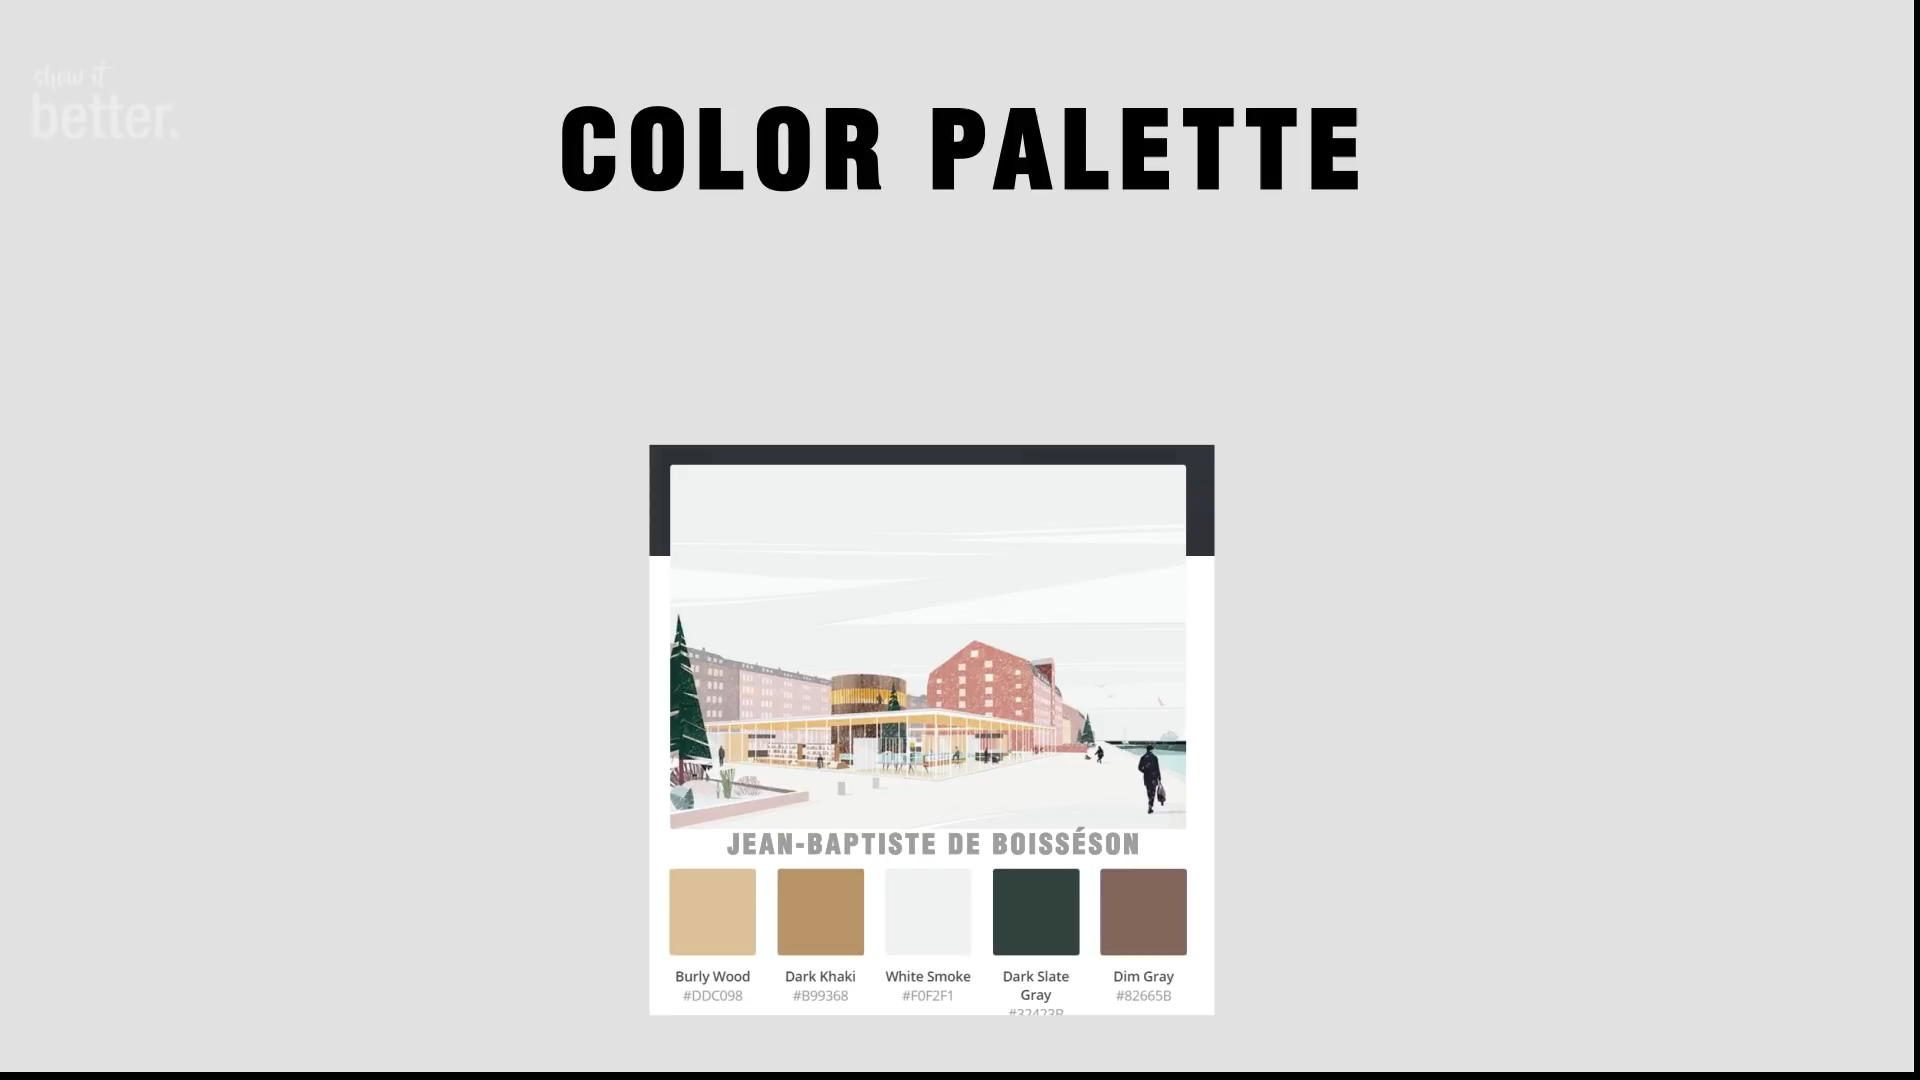 show it
better.
COLOR PALETTE
JEAN-BAPTISTE DE BOISSÉSON
Burly Wood
#DDC098
Dark Khaki
#B99368
White Smoke
#F0F2F1
Dark Slate
Gray
#32423B
Dim Gray
#82665B